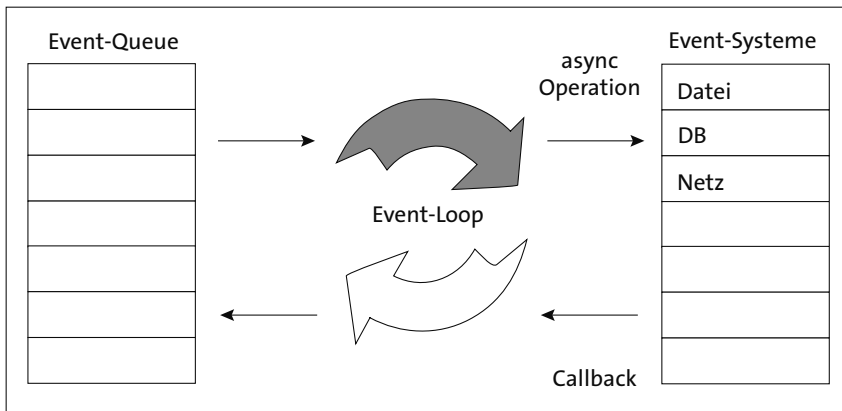 Event-Queue
Event-Systeme
async
Operation
Datei
DB
Netz
Event-Loop
Callback